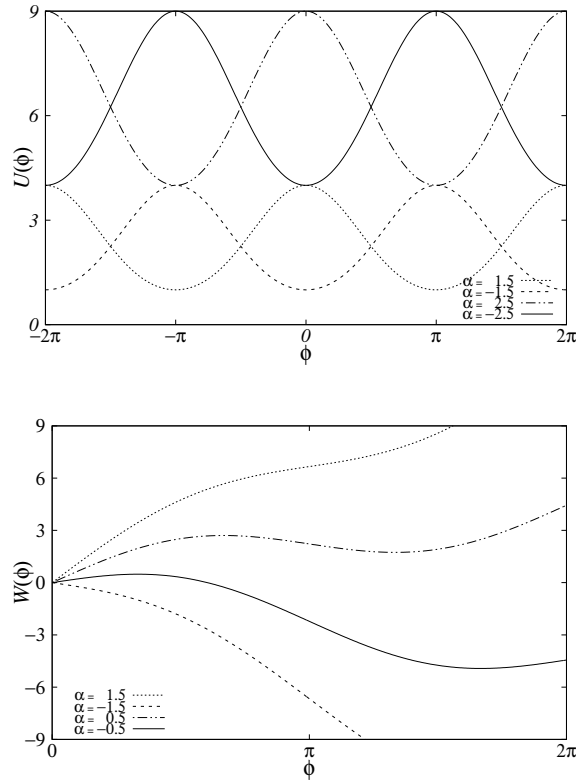 9
6
3
0
U(ϕ)
−2π −π 0 π 2π
ϕ
α = 1.5
α = −1.5
α = 2.5
α = −2.5
9
6
3
0
−3
−6
−9
W(ϕ)
0 π 2π
ϕ
α = 1.5
α = −1.5
α = 0.5
α = −0.5